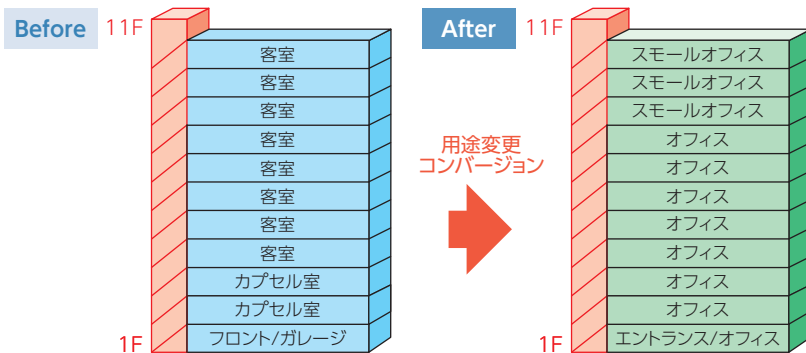 Before
11F
客室
客室
客室
客室
客室
客室
客室
客室
カプセル室
カプセル室
フロント/ガレージ
1F
用途変更
コンバージョン
After
11F
スモールオフィス
スモールオフィス
スモールオフィス
オフィス
オフィス
オフィス
オフィス
オフィス
オフィス
オフィス
エントランス/オフィス
1F